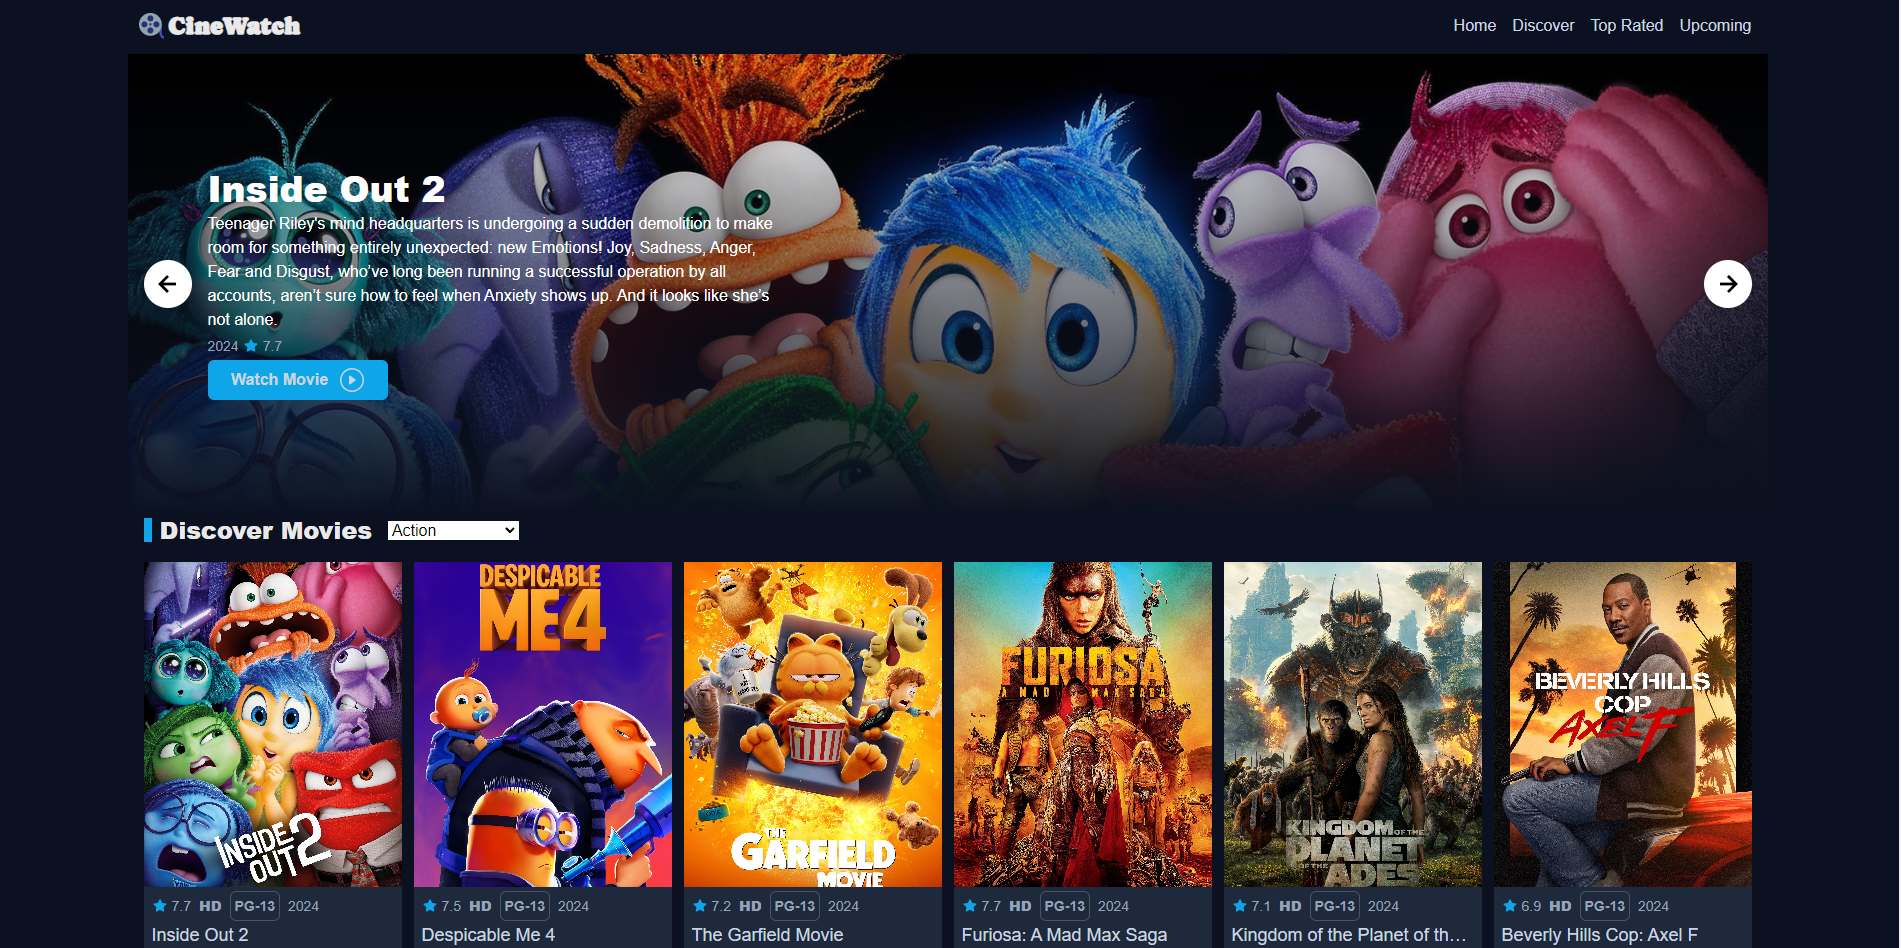 CineWatch
Home Discover Top Rated Upcoming
Inside Out 2
Teenager Riley's mind headquarters is undergoing a sudden demolition to make
room for something entirely unexpected: new Emotions! Joy, Sadness, Anger,
Fear and Disgust, who’ve long been running a successful operation by all
accounts, aren’t sure how to feel when Anxiety shows up. And it looks like she’s
not alone.
2024 7.7
Watch Movie
Discover Movies Action
INSIDE
OUT 2
DESPICABLE
ME 4
THE
GARFIELD
MOVIE
FURIOSA
A MAD MAX SAGA
KINGDOM OF THE
PLANET
OF THE
APES
BEVERLY HILLS
COP
AXEL F
7.7 HD PG-13 2024
Inside Out 2
7.5 HD PG-13 2024
Despicable Me 4
7.2 HD PG-13 2024
The Garfield Movie
7.7 HD PG-13 2024
Furiosa: A Mad Max Saga
7.1 HD PG-13 2024
Kingdom of the Planet of th…
6.9 HD PG-13 2024
Beverly Hills Cop: Axel F